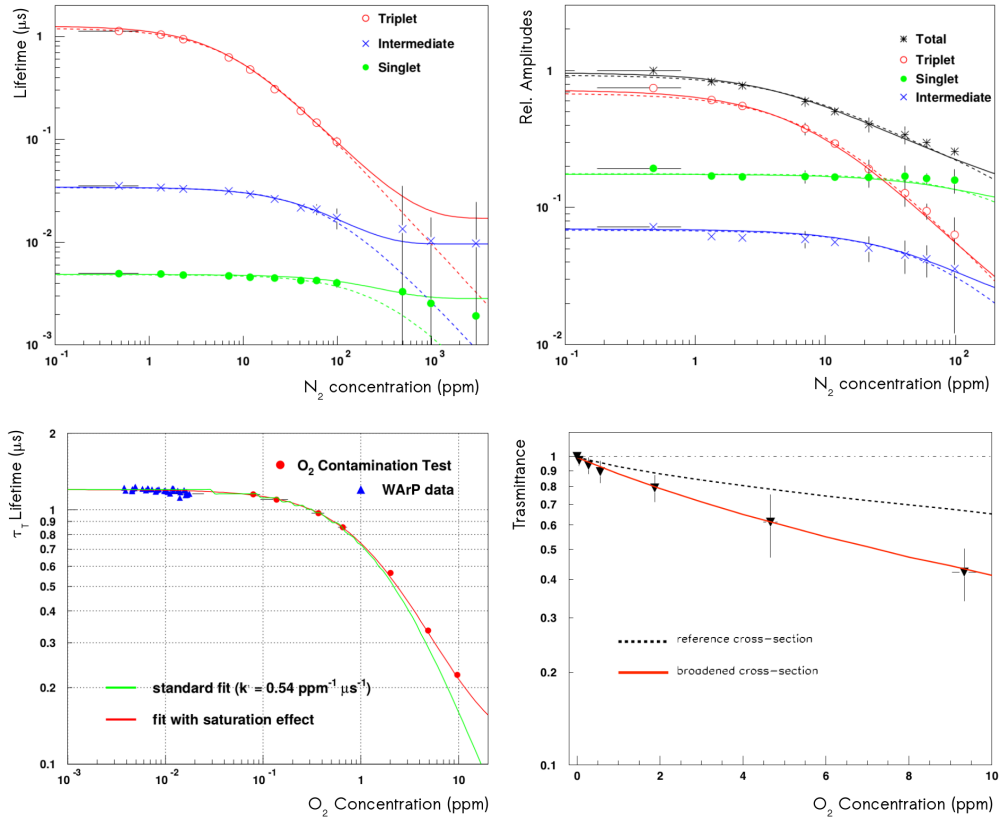 Lifetime (μs)
Triplet
Intermediate
Singlet
1
10⁻¹
10⁻²
10⁻³
10⁻¹ 1 10 10² 10³
N₂ concentration (ppm)
Rel. Amplitudes
Total
Triplet
Singlet
Intermediate
1
10⁻¹
10⁻²
10⁻¹ 1 10 10²
N₂ concentration (ppm)
τ_T Lifetime (μs)
O₂ Contamination Test
WArP data
2
1
0.9
0.8
0.7
0.6
0.5
0.4
0.3
0.2
0.1
standard fit (k' = 0.54 ppm⁻¹ μs⁻¹)
fit with saturation effect
10⁻³ 10⁻² 10⁻¹ 1 10
O₂ Concentration (ppm)
Trasmittance
1
0.9
0.8
0.7
0.6
0.5
0.4
0.3
0.2
0.1
reference cross-section
broadened cross-section
0 2 4 6 8 10
O₂ Concentration (ppm)